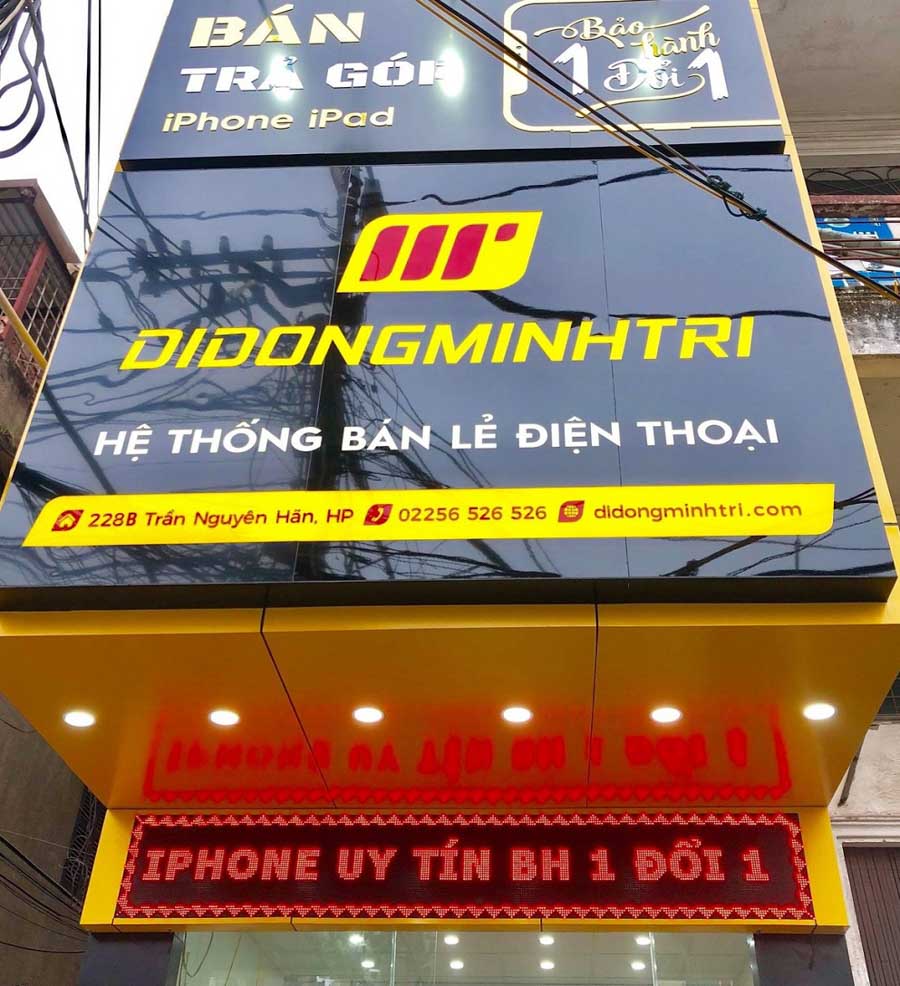 BÁN
TRẢ GÓP
iPhone iPad
1 Bảo hành Đổi 1
DIDONGMINHTRI
HỆ THỐNG BÁN LẺ ĐIỆN THOẠI
228B Trần Nguyên Hãn, HP 02256 526 526 didongminhtri.com
IPHONE UY TÍN BH 1 ĐỔI 1